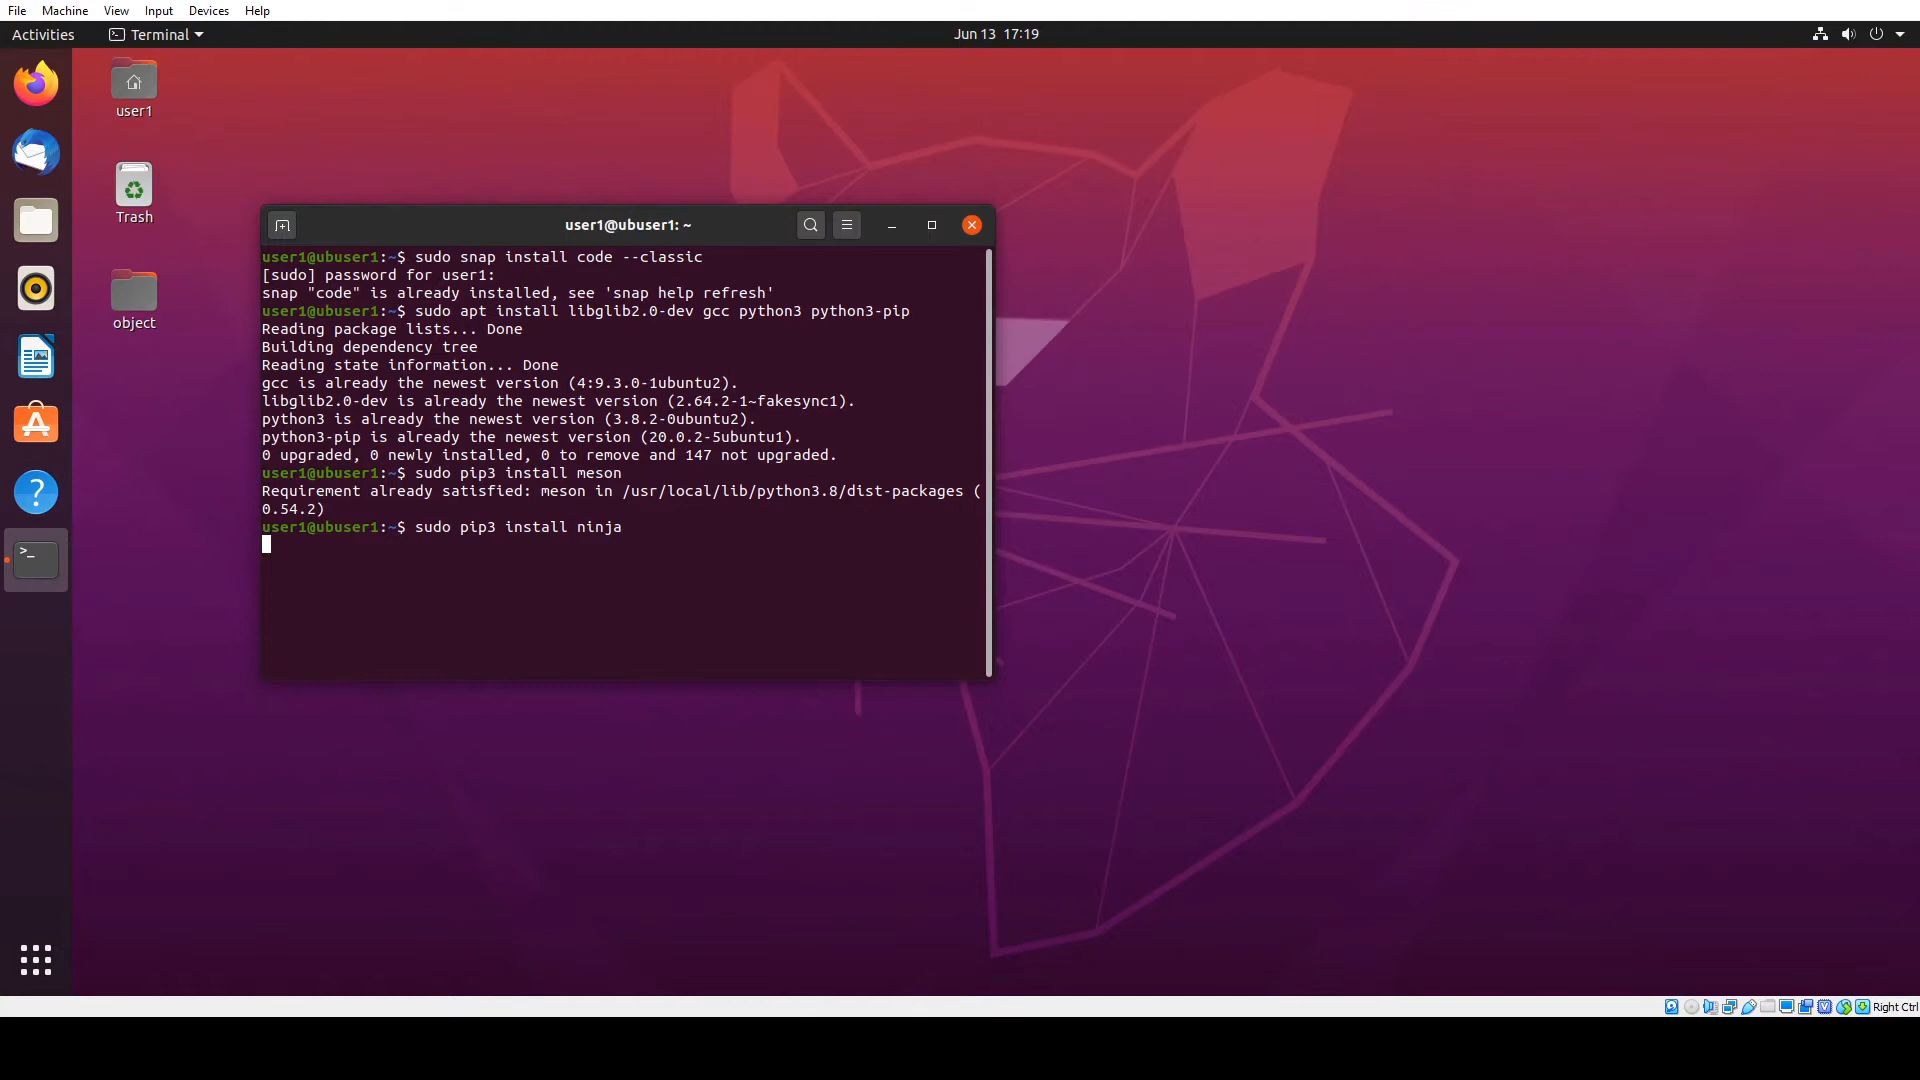 File Machine View Input Devices Help
Activities Terminal Jun 13 17:19
user1
Trash
object
user1@ubuser1: ~
user1@ubuser1:~$ sudo snap install code --classic
[sudo] password for user1:
snap "code" is already installed, see 'snap help refresh'
user1@ubuser1:~$ sudo apt install libglib2.0-dev gcc python3 python3-pip
Reading package lists... Done
Building dependency tree
Reading state information... Done
gcc is already the newest version (4:9.3.0-1ubuntu2).
libglib2.0-dev is already the newest version (2.64.2-1~fakesync1).
python3 is already the newest version (3.8.2-0ubuntu2).
python3-pip is already the newest version (20.0.2-5ubuntu1).
0 upgraded, 0 newly installed, 0 to remove and 147 not upgraded.
user1@ubuser1:~$ sudo pip3 install meson
Requirement already satisfied: meson in /usr/local/lib/python3.8/dist-packages (
0.54.2)
user1@ubuser1:~$ sudo pip3 install ninja
Right Ctrl